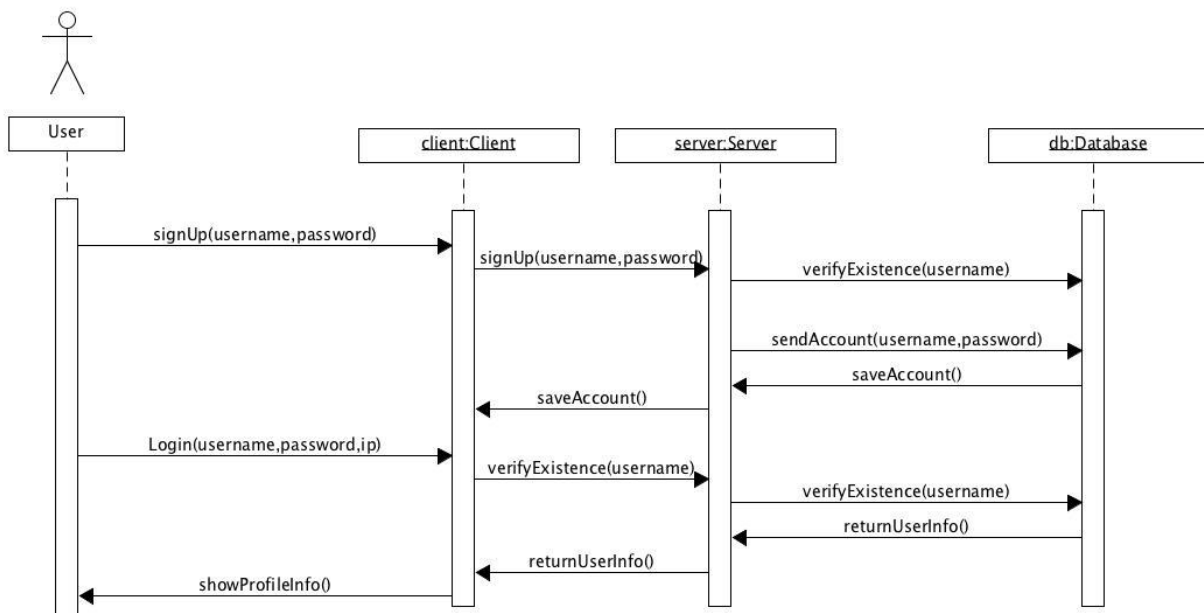 User
client:Client
server:Server
db:Database
signUp(username,password)
signUp(username,password)
verifyExistence(username)
sendAccount(username,password)
saveAccount()
saveAccount()
Login(username,password,ip)
verifyExistence(username)
verifyExistence(username)
returnUserInfo()
returnUserInfo()
showProfileInfo()